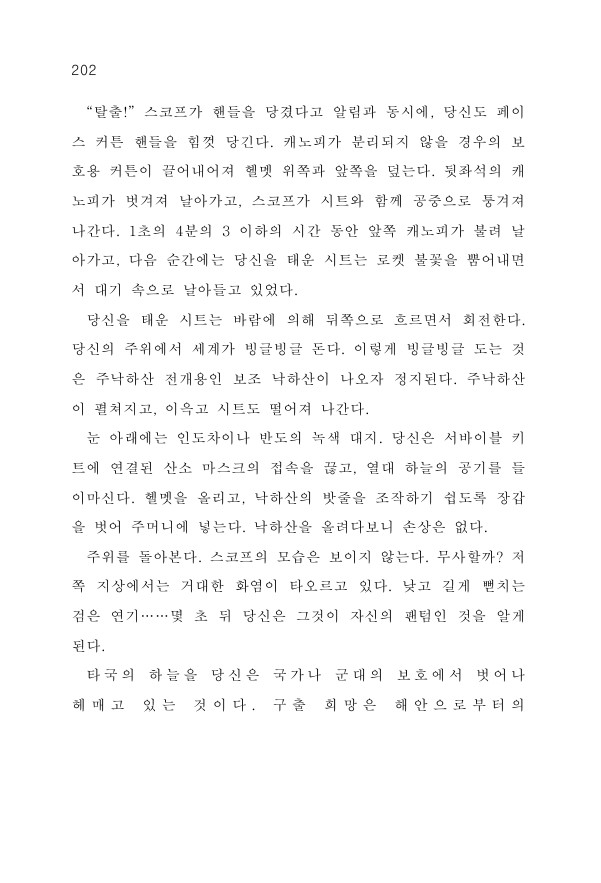 202
“탈출!” 스코프가 핸들을 당겼다고 알림과 동시에, 당신도 페이
스 커튼 핸들을 힘껏 당긴다. 캐노피가 분리되지 않을 경우의 보
호용 커튼이 끌어내어져 헬멧 위쪽과 앞쪽을 덮는다. 뒷좌석의 캐
노피가 벗겨져 날아가고, 스코프가 시트와 함께 공중으로 퉁겨져
나간다. 1초의 4분의 3 이하의 시간 동안 앞쪽 캐노피가 불려 날
아가고, 다음 순간에는 당신을 태운 시트는 로켓 불꽃을 뿜어내면
서 대기 속으로 날아들고 있었다.
당신을 태운 시트는 바람에 의해 뒤쪽으로 흐르면서 회전한다.
당신의 주위에서 세계가 빙글빙글 돈다. 이렇게 빙글빙글 도는 것
은 주낙하산 전개용인 보조 낙하산이 나오자 정지된다. 주낙하산
이 펼쳐지고, 이윽고 시트도 떨어져 나간다.
눈 아래에는 인도차이나 반도의 녹색 대지. 당신은 서바이블 키
트에 연결된 산소 마스크의 접속을 끊고, 열대 하늘의 공기를 들
이마신다. 헬멧을 올리고, 낙하산의 밧줄을 조작하기 쉽도록 장갑
을 벗어 주머니에 넣는다. 낙하산을 올려다보니 손상은 없다.
주위를 돌아본다. 스코프의 모습은 보이지 않는다. 무사할까? 저
쪽 지상에서는 거대한 화염이 타오르고 있다. 낮고 길게 뻗치는
검은 연기……몇 초 뒤 당신은 그것이 자신의 팬텀인 것을 알게
된다.
타국의 하늘을 당신은 국가나 군대의 보호에서 벗어나
헤매고 있는 것이다. 구출 희망은 해안으로부터의